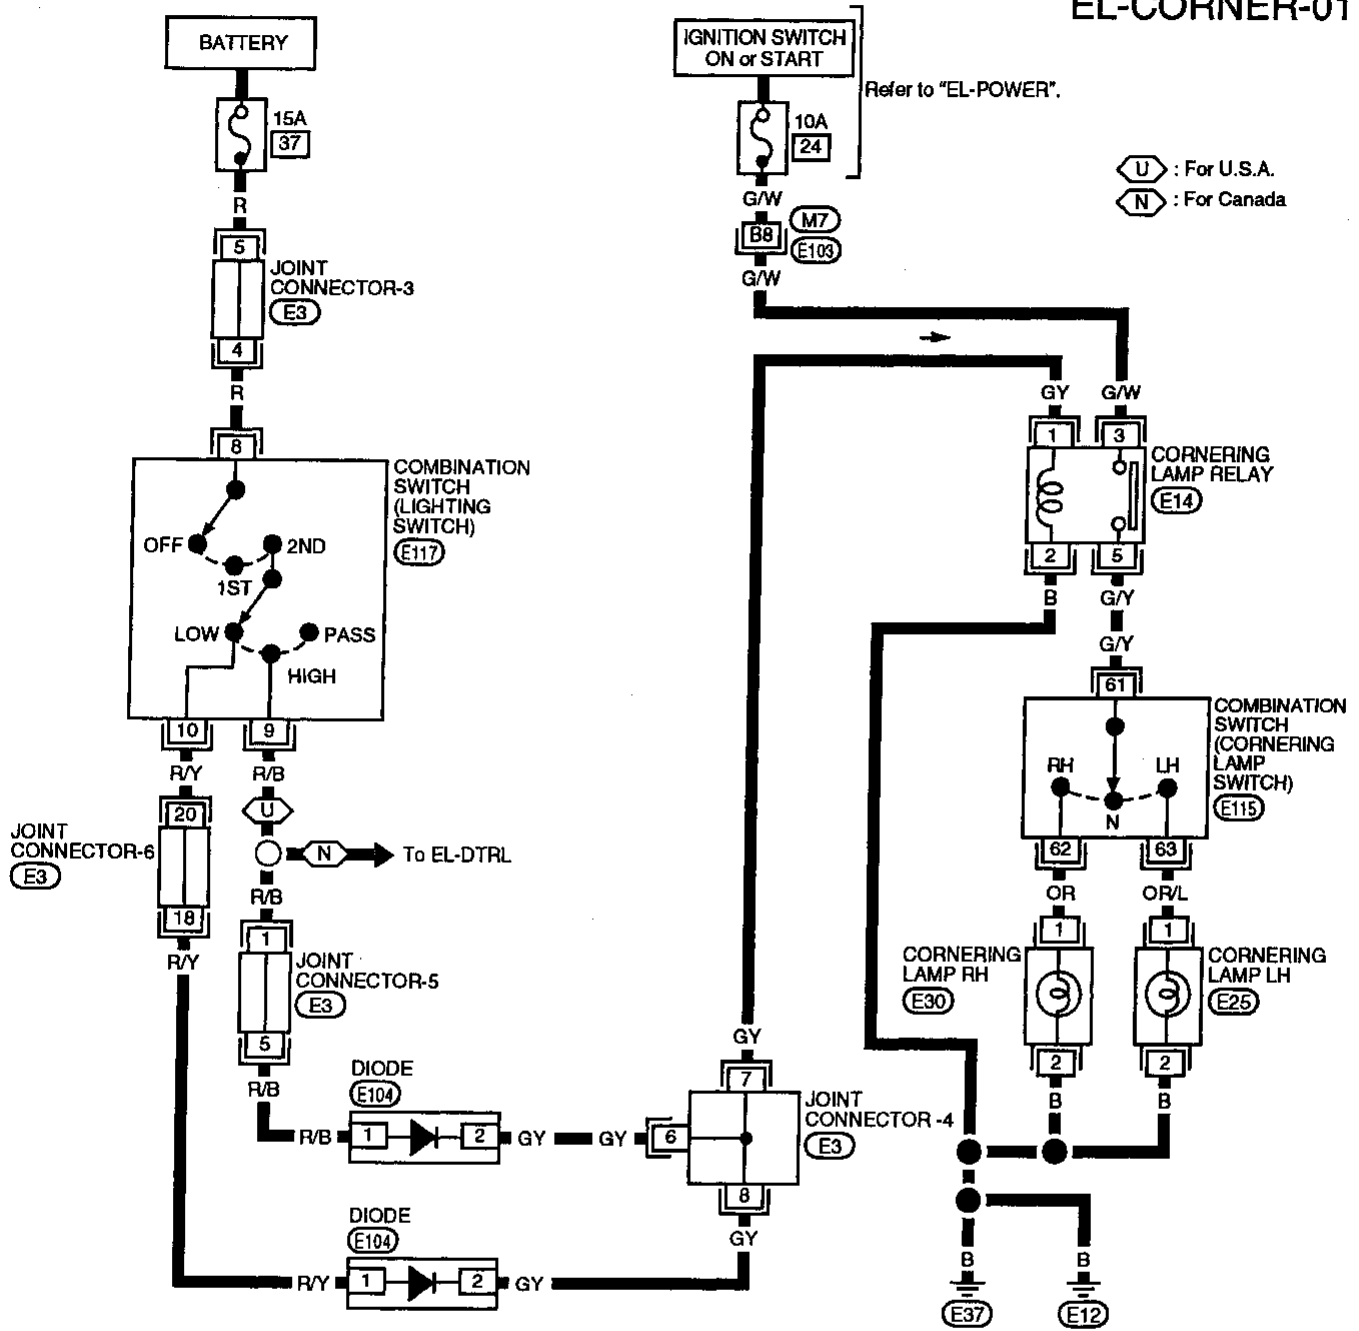 EL-CORNER-01
BATTERY
IGNITION SWITCH
ON or START
Refer to "EL-POWER".
15A
37
10A
24
U : For U.S.A.
N : For Canada
R
G/W
5
B8
M7
E103
JOINT
CONNECTOR-3
E3
G/W
4
R
GY
G/W
8
1
3
COMBINATION
SWITCH
(LIGHTING
SWITCH)
E117
CORNERING
LAMP RELAY
E14
OFF
2ND
1ST
2
5
LOW
PASS
HIGH
B
G/Y
G/Y
61
10
9
COMBINATION
SWITCH
(CORNERING
LAMP
SWITCH)
E115
RH
LH
N
R/Y
R/B
U
20
JOINT
CONNECTOR-6
E3
N
To EL-DTRL
62
63
R/B
OR
OR/L
18
1
1
1
R/Y
JOINT
CONNECTOR-5
E3
CORNERING
LAMP RH
E30
CORNERING
LAMP LH
E25
5
GY
2
2
R/B
DIODE
E104
7
B
B
JOINT
CONNECTOR -4
E3
R/B
1
2
GY
GY
6
8
DIODE
E104
GY
R/Y
1
2
GY
B
B
E37
E12